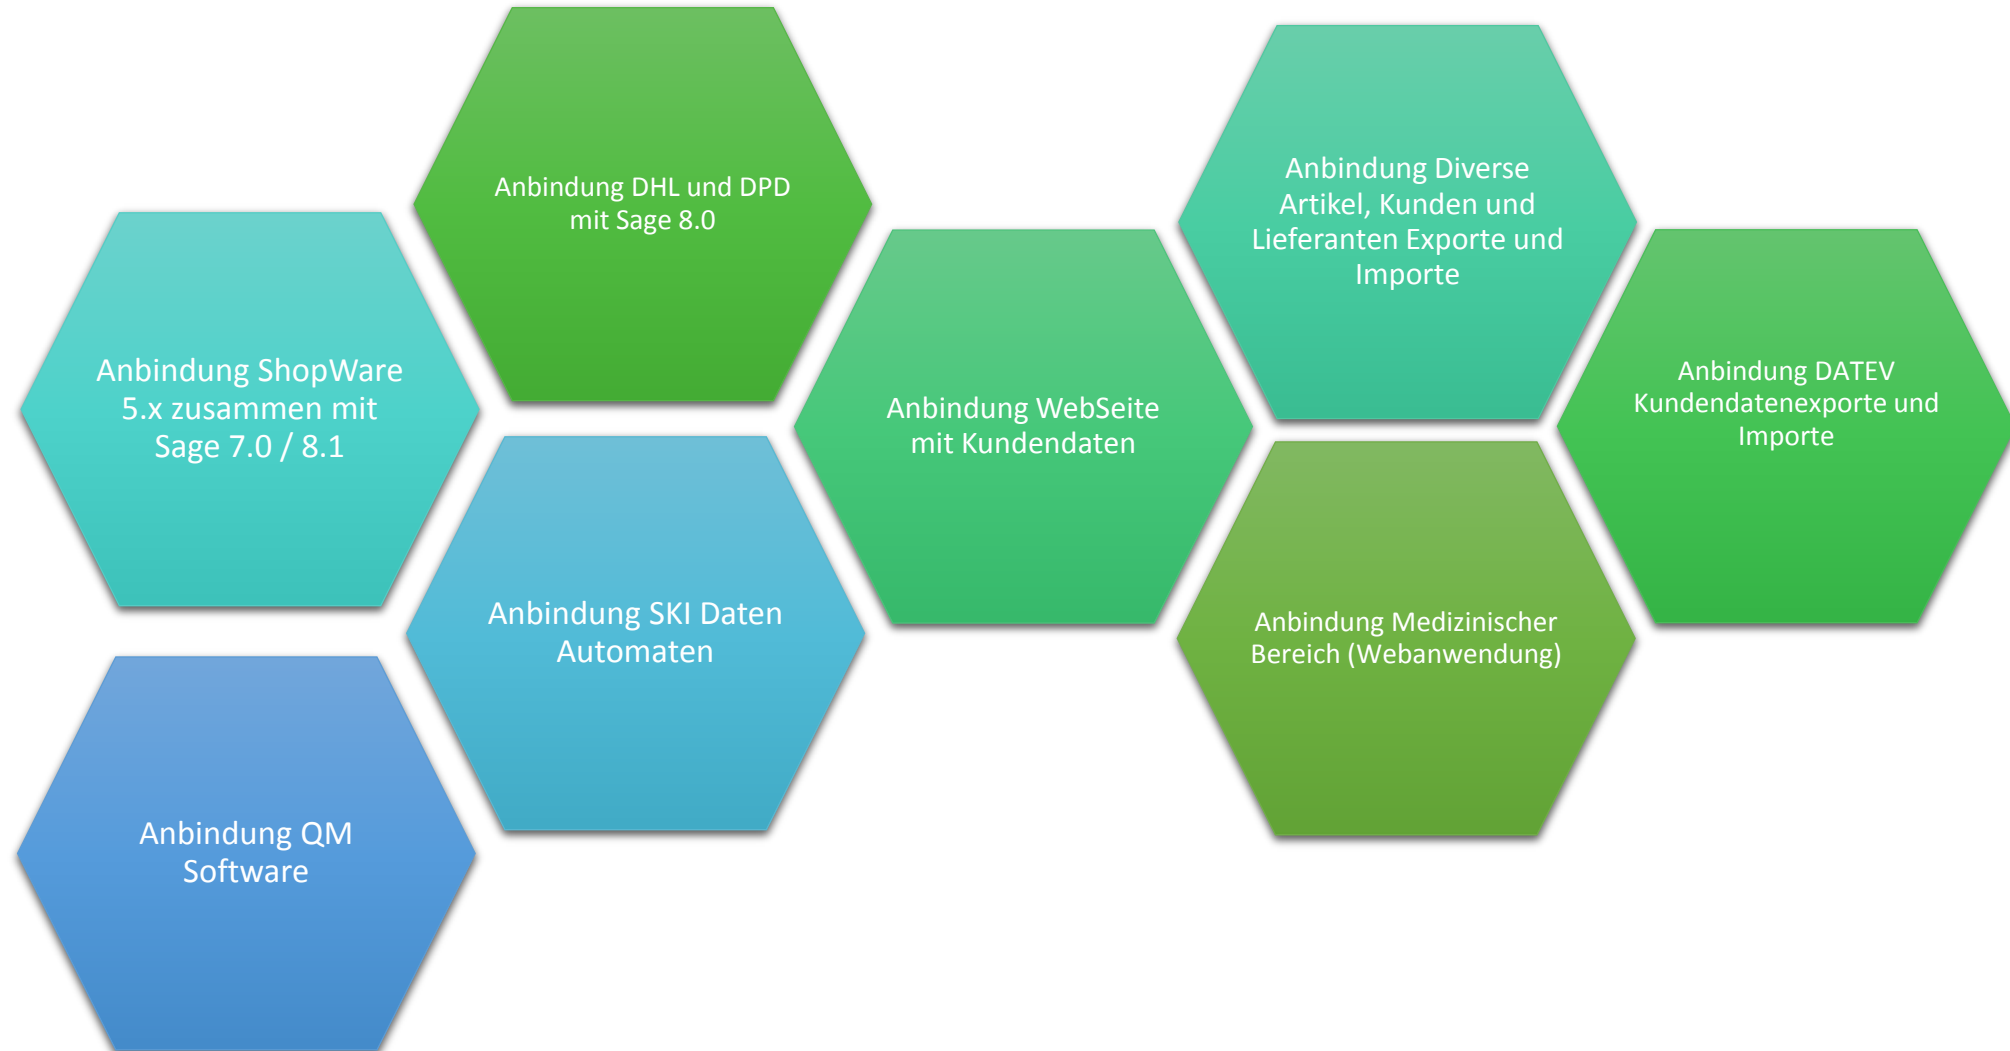 Anbindung DHL und DPD
mit Sage 8.0
Anbindung Diverse
Artikel, Kunden und
Lieferanten Exporte und
Importe
Anbindung ShopWare
5.x zusammen mit
Sage 7.0 / 8.1
Anbindung WebSeite
mit Kundendaten
Anbindung DATEV
Kundendatenexporte und
Importe
Anbindung SKI Daten
Automaten
Anbindung Medizinischer
Bereich (Webanwendung)
Anbindung QM
Software